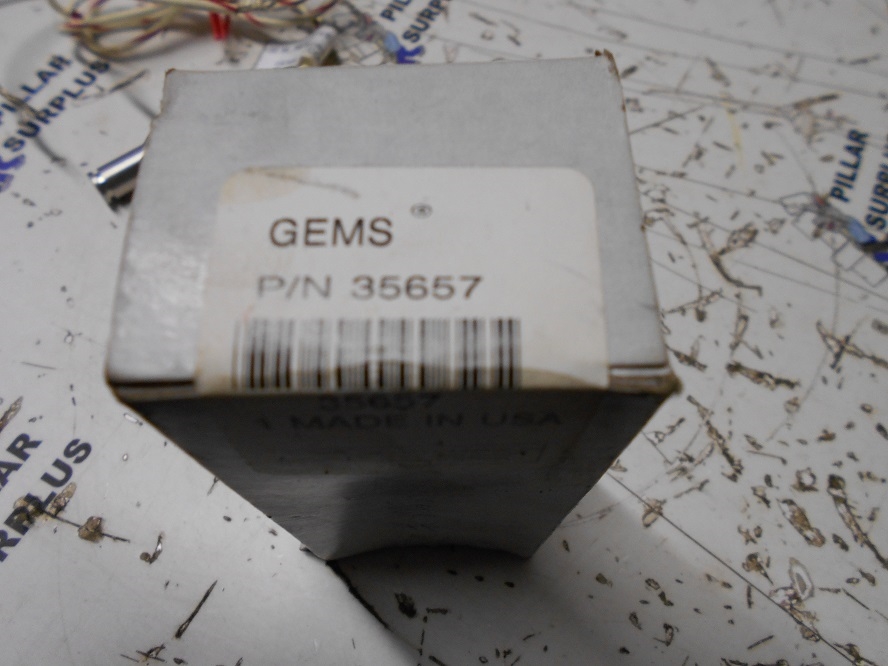 GEMS ®
P/N 35657
35657
1 MADE IN USA
PILLAR
SURPLUS
PILLAR
SURPLUS
PILLAR
SURPLUS